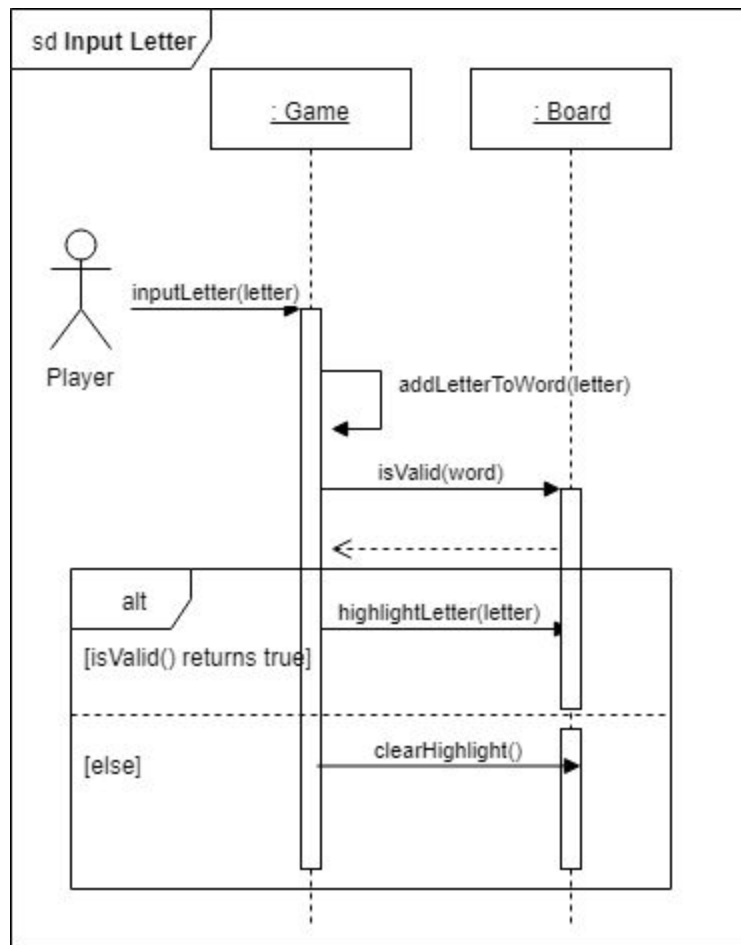 sd Input Letter
: Game
: Board
inputLetter(letter)
Player
addLetterToWord(letter)
isValid(word)
alt
highlightLetter(letter)
[isValid() returns true]
[else]
clearHighlight()